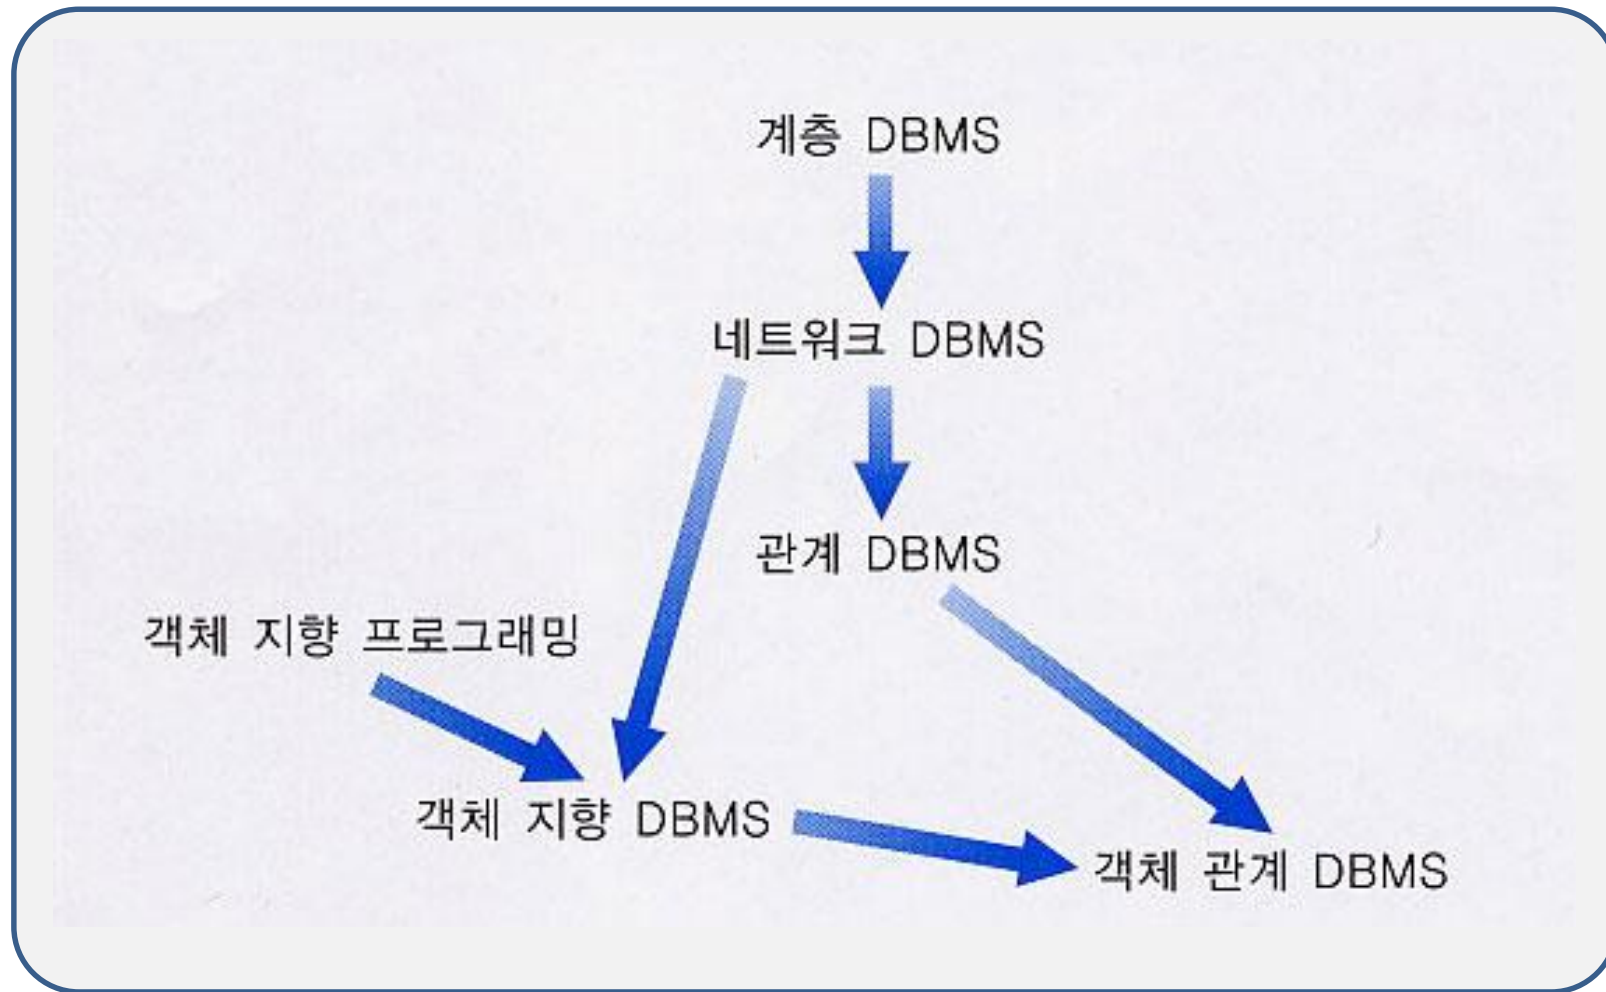 계층 DBMS
네트워크 DBMS
관계 DBMS
객체 지향 프로그래밍
객체 지향 DBMS
객체 관계 DBMS